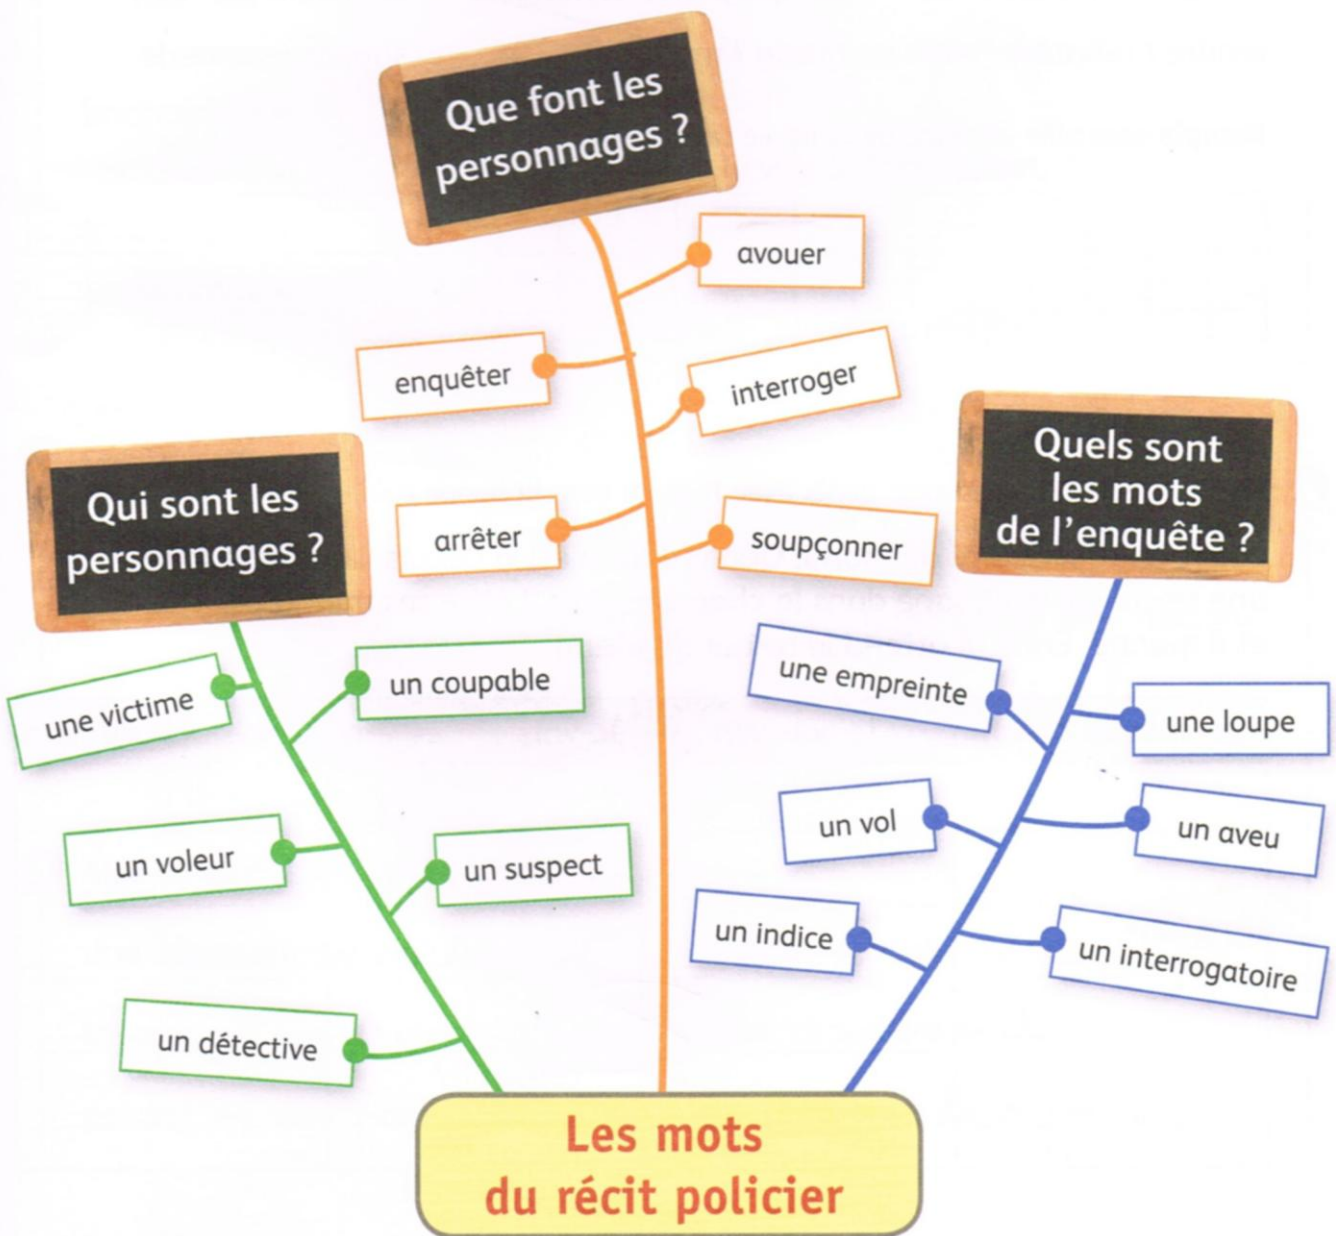 Que font les
personnages ?
avouer
enquêter
interroger
arrêter
soupçonner
Qui sont les
personnages ?
une victime
un coupable
un voleur
un suspect
un détective
Quels sont
les mots
de l'enquête ?
une empreinte
une loupe
un vol
un aveu
un indice
un interrogatoire
Les mots
du récit policier